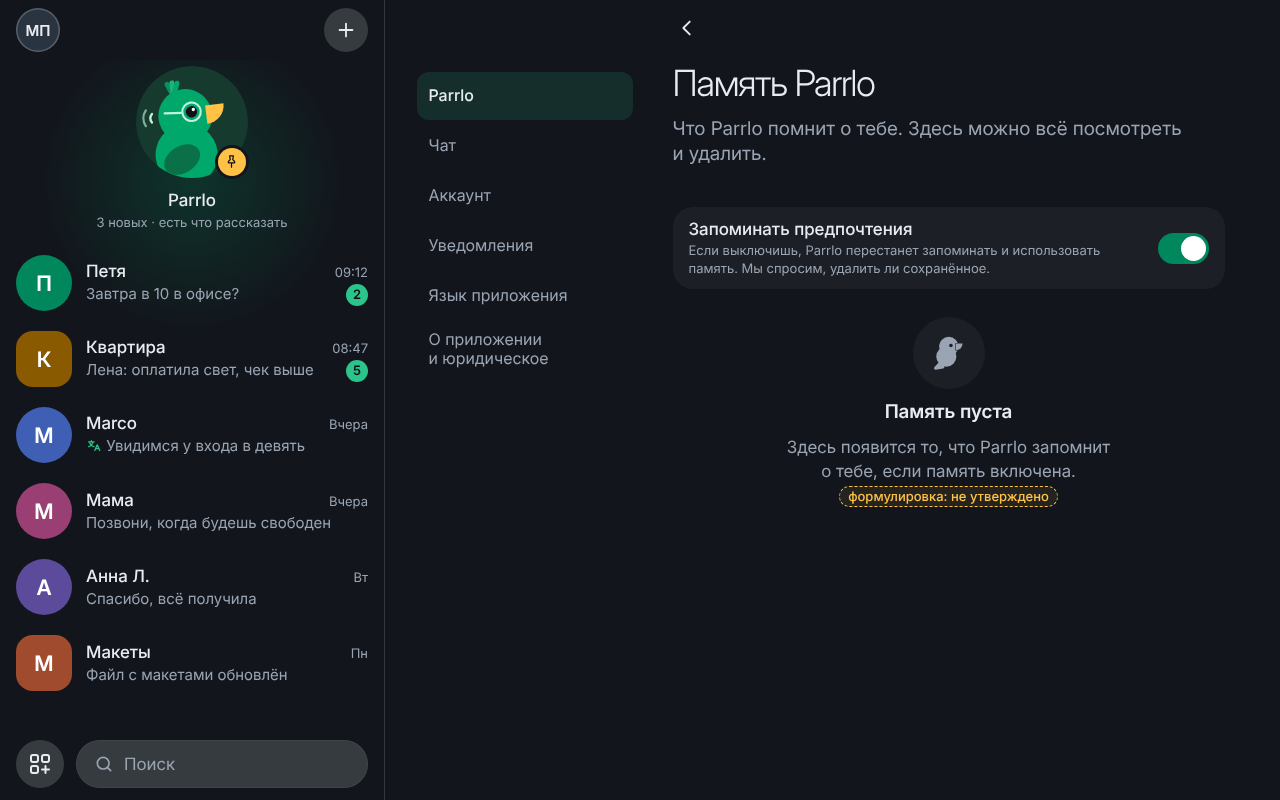 МП
Parrlo
3 новых · есть что рассказать
Петя
09:12
Завтра в 10 в офисе?
2
К
Квартира
08:47
Лена: оплатила свет, чек выше
5
M
Marco
Вчера
Увидимся у входа в девять
М
Мама
Вчера
Позвони, когда будешь свободен
А
Анна Л.
Вт
Спасибо, всё получила
М
Макеты
Пн
Файл с макетами обновлён
П
Поиск
Parrlo
Чат
Аккаунт
Уведомления
Язык приложения
О приложении
и юридическое
Память Parrlo
Что Parrlo помнит о тебе. Здесь можно всё посмотреть
и удалить.
Запоминать предпочтения
Если выключишь, Parrlo перестанет запоминать и использовать
память. Мы спросим, удалить ли сохранённое.
Память пуста
Здесь появится то, что Parrlo запомнит
о тебе, если память включена.
формулировка: не утверждено